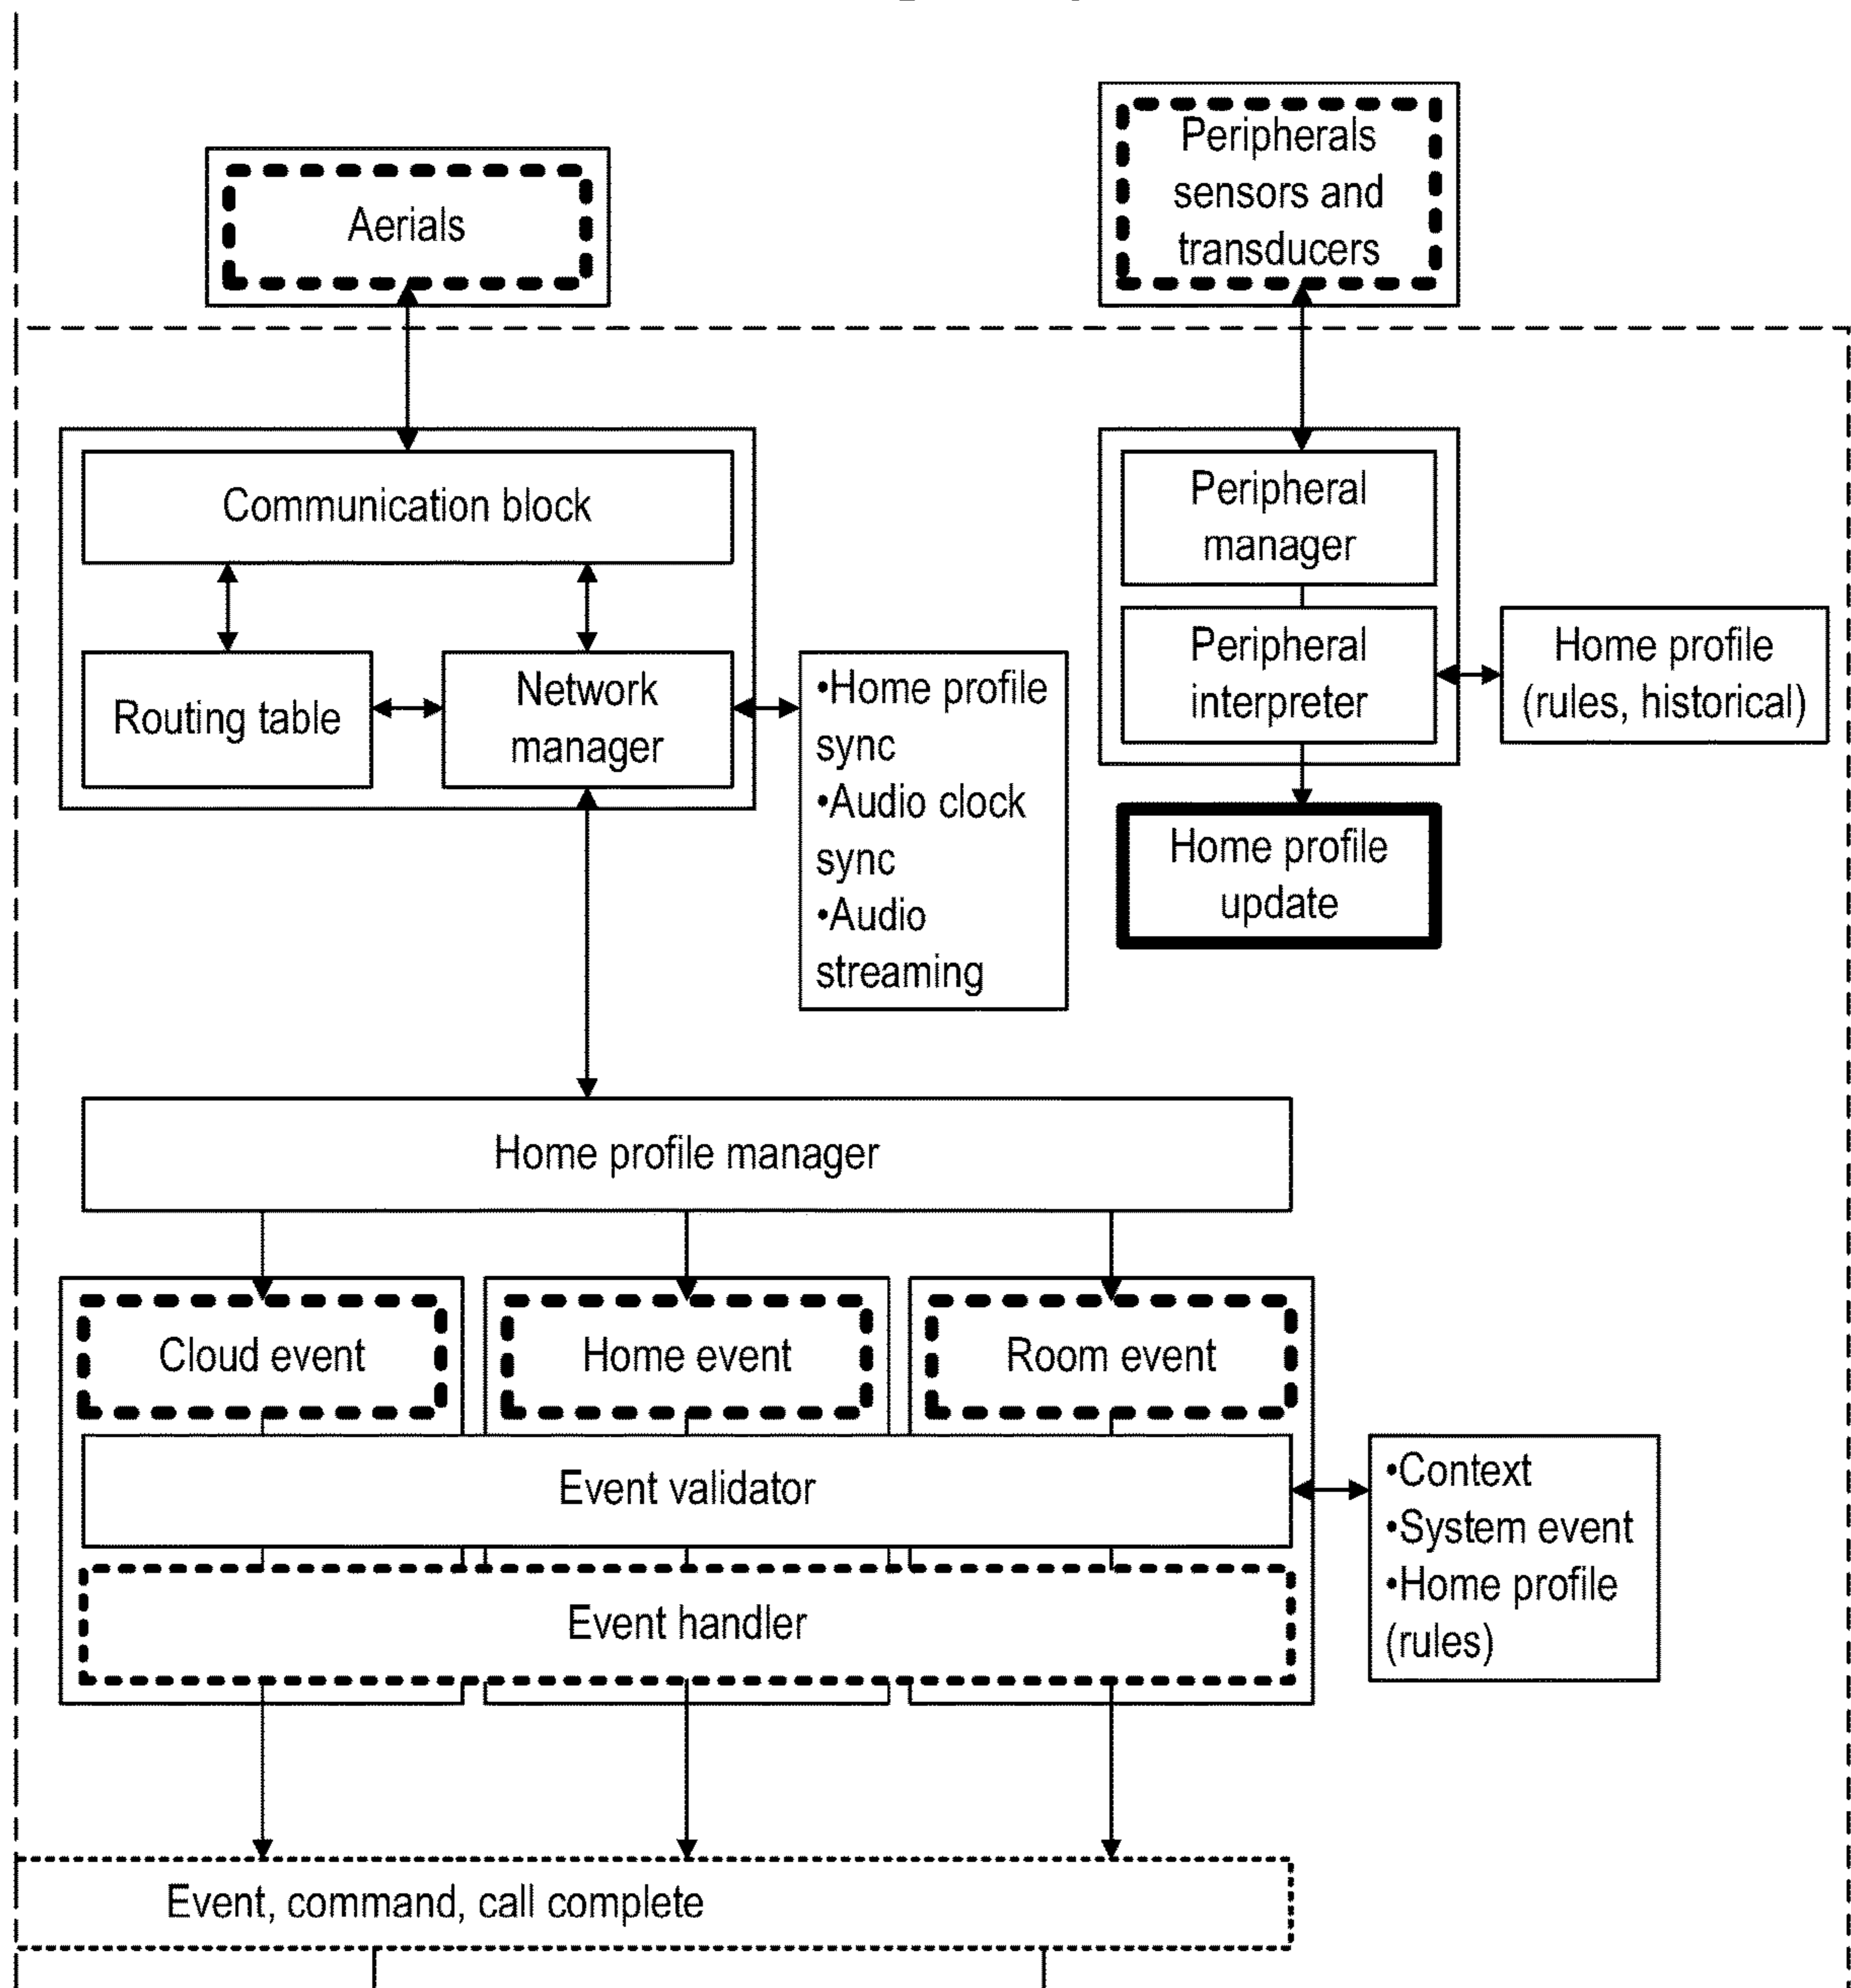 Aerials
Peripherals
sensors and
transducers
Communication block
Routing table
Network
manager
•Home profile
sync
•Audio clock
sync
•Audio
streaming
Peripheral
manager
Peripheral
interpreter
Home profile
(rules, historical)
Home profile
update
Home profile manager
Cloud event
Home event
Room event
Event validator
•Context
•System event
•Home profile
(rules)
Event handler
Event, command, call complete